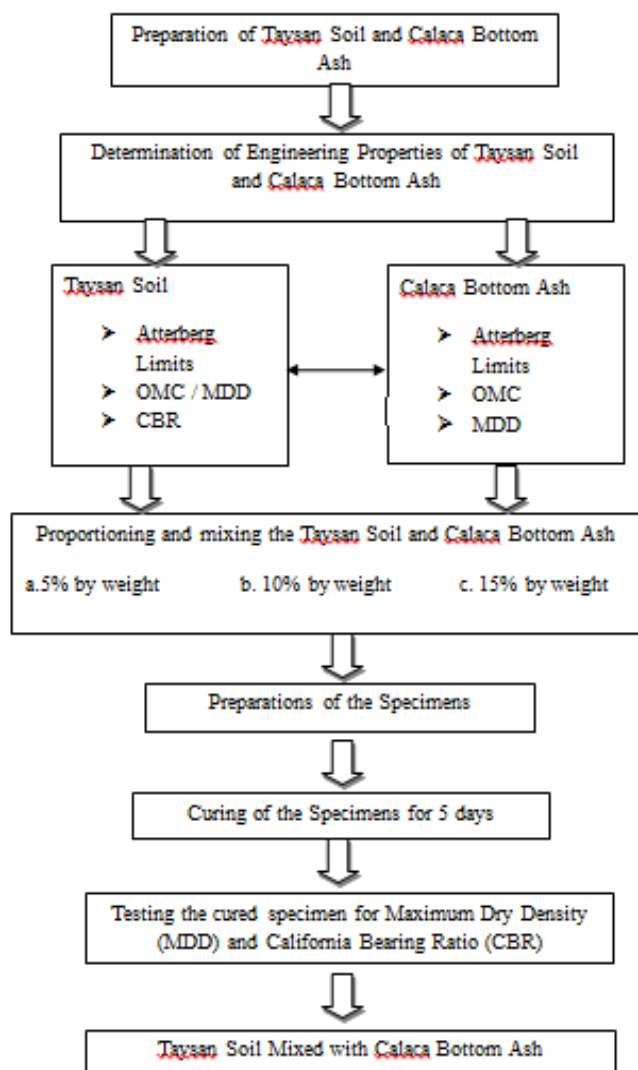 Preparation of Taysan Soil and Calaca Bottom
Ash
Determination of Engineering Properties of Taysan Soil
and Calaca Bottom Ash
Taysan Soil
➤ Atterberg
Limits
➤ OMC / MDD
➤ CBR
Calaca Bottom Ash
➤ Atterberg
Limits
➤ OMC
➤ MDD
Proportioning and mixing the Taysan Soil and Calaca Bottom Ash
a.5% by weight b. 10% by weight c. 15% by weight
Preparations of the Specimens
Curing of the Specimens for 5 days
Testing the cured specimen for Maximum Dry Density
(MDD) and California Bearing Ratio (CBR)
Taysan Soil Mixed with Calaca Bottom Ash